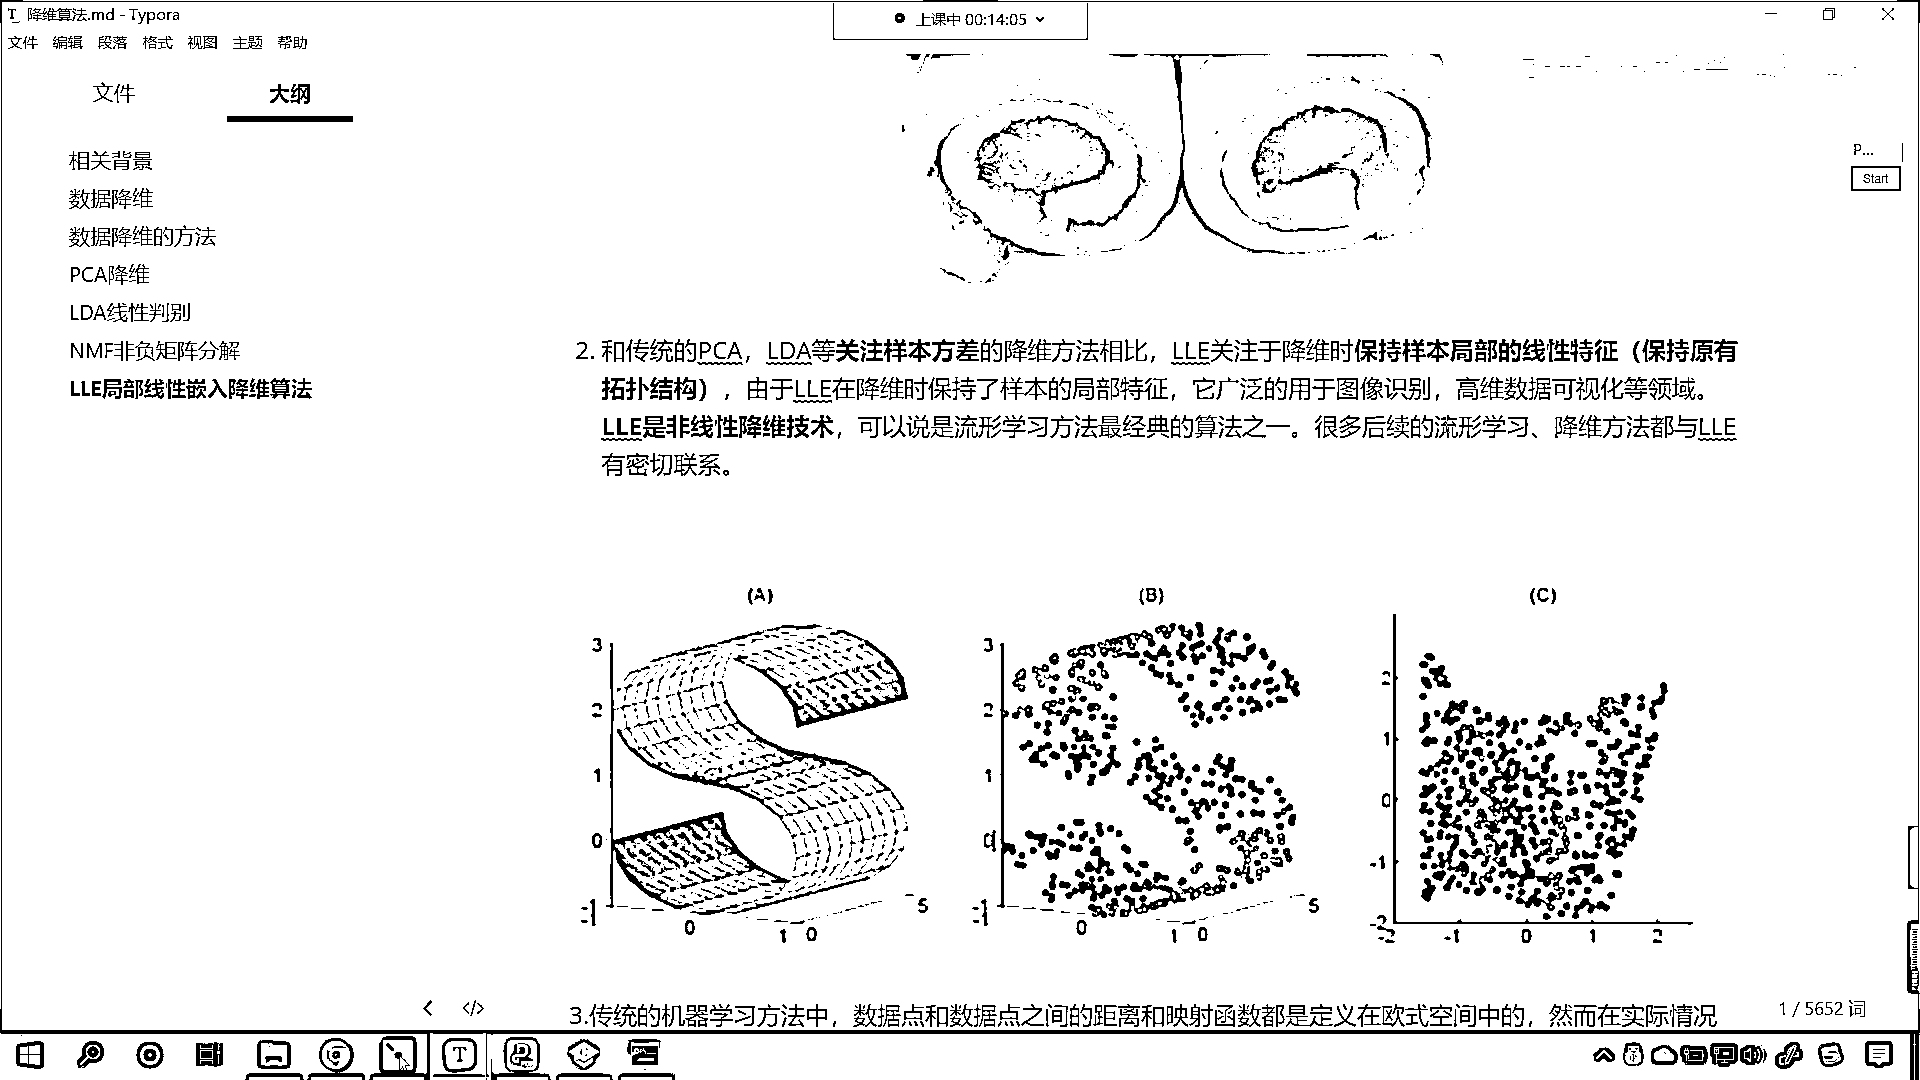 降维算法.md - Typora
上课中 00:14:05
文件 编辑 段落 格式 视图 主题 帮助
文件 大纲
相关背景
数据降维
数据降维的方法
PCA降维
LDA线性判别
NMF非负矩阵分解
LLE局部线性嵌入降维算法
P...
Start
2. 和传统的PCA，LDA等关注样本方差的降维方法相比，LLE关注于降维时保持样本局部的线性特征（保持原有
拓扑结构），由于LLE在降维时保持了样本的局部特征，它广泛的用于图像识别，高维数据可视化等领域。
LLE是非线性降维技术，可以说是流形学习方法最经典的算法之一。很多后续的流形学习、降维方法都与LLE
有密切联系。
(A) (B) (C)
3 2 1 0 -1 -1 0 1 0 5
3 2 1 0 -1 -1 0 1 0 5
2 1 0 -1 -2 -2 -1 0 1 2
3.传统的机器学习方法中，数据点和数据点之间的距离和映射函数都是定义在欧式空间中的，然而在实际情况
1 / 5652 词